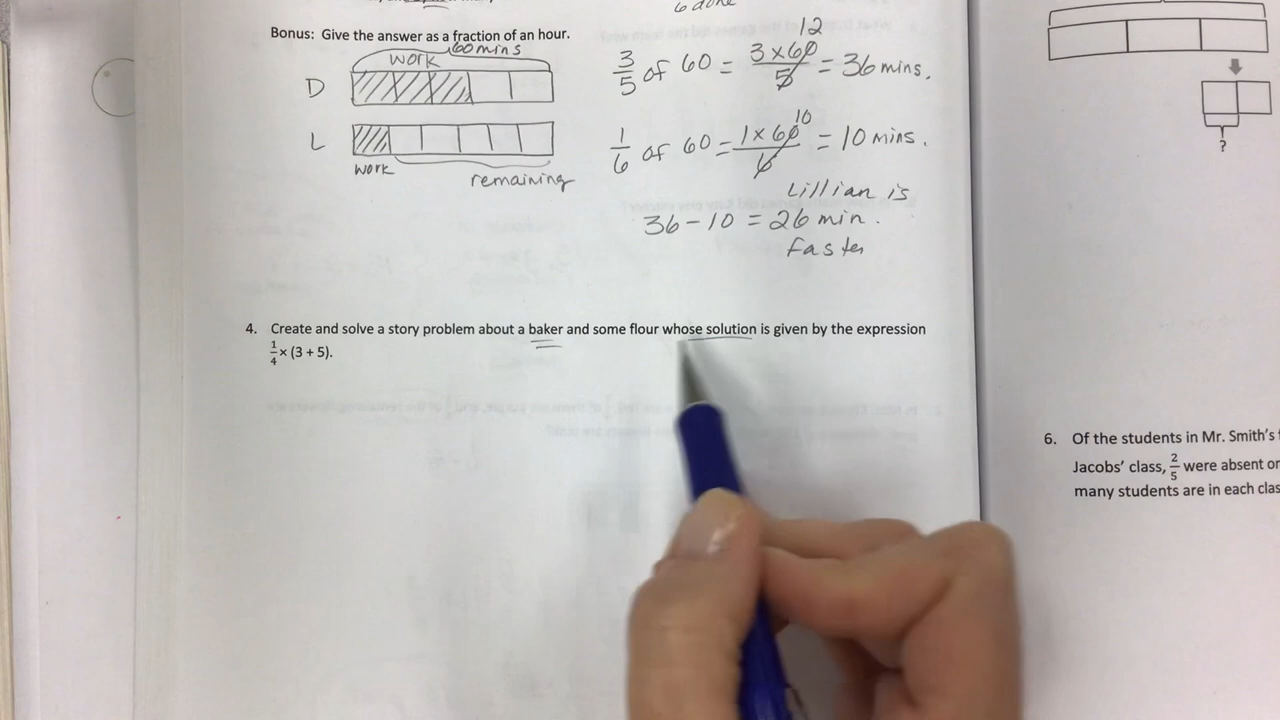 6 done
Bonus: Give the answer as a fraction of an hour.
60 mins
work
D
L
work
remaining
12
3/5 of 60 = 3 x 60/5 = 36 mins.
10
1/6 of 60 = 1 x 60/6 = 10 mins.
Lillian is
36 - 10 = 26 min.
faster
4. Create and solve a story problem about a baker and some flour whose solution is given by the expression
1/4 × (3 + 5).
?
6. Of the students in Mr. Smith's
Jacobs' class, 2/5 were absent
many students are in each